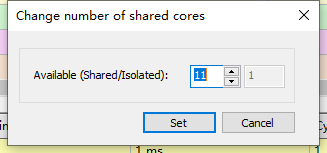 Change number of shared cores
Available (Shared/Isolated): 11 1
Set Cancel
1 ms